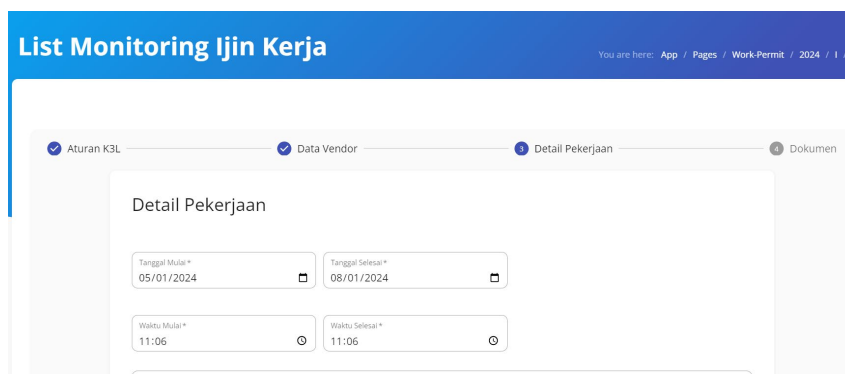 List Monitoring Ijin Kerja
You are here: App / Pages / Work-Permit / 2024 / I /
Aturan K3L
Data Vendor
3 Detail Pekerjaan
4 Dokumen
Detail Pekerjaan
Tanggal Mulai *
05/01/2024
Tanggal Selesai *
08/01/2024
Waktu Mulai *
11:06
Waktu Selesai *
11:06